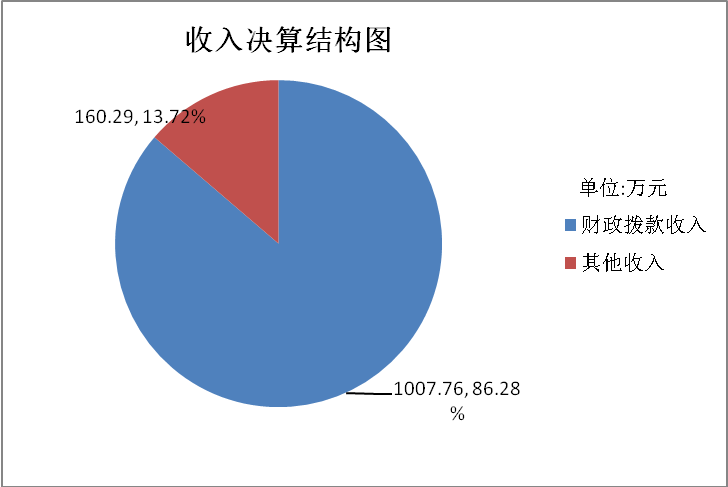 收入决算结构图
160.29, 13.72%
单位:万元
财政拨款收入
其他收入
1007.76, 86.28
%